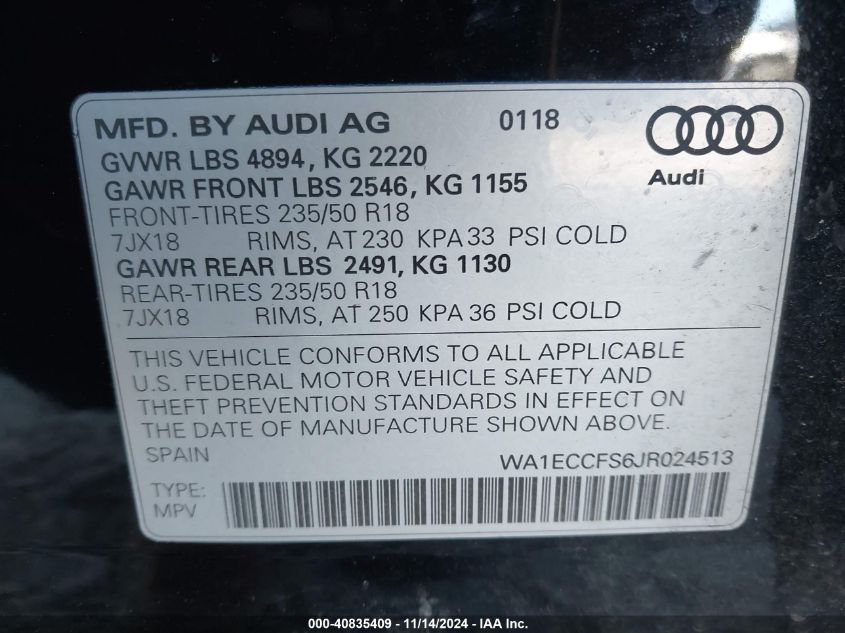 MFD. BY AUDI AG 0118
Audi
GVWR LBS 4894, KG 2220
GAWR FRONT LBS 2546, KG 1155
FRONT-TIRES 235/50 R18
7JX18 RIMS, AT 230 KPA 33 PSI COLD
GAWR REAR LBS 2491, KG 1130
REAR-TIRES 235/50 R18
7JX18 RIMS, AT 250 KPA 36 PSI COLD
THIS VEHICLE CONFORMS TO ALL APPLICABLE
U.S. FEDERAL MOTOR VEHICLE SAFETY AND
THEFT PREVENTION STANDARDS IN EFFECT ON
THE DATE OF MANUFACTURE SHOWN ABOVE.
SPAIN WA1ECCFS6JR024513
TYPE:
MPV
000-40835409 - 11/14/2024 - IAA Inc.